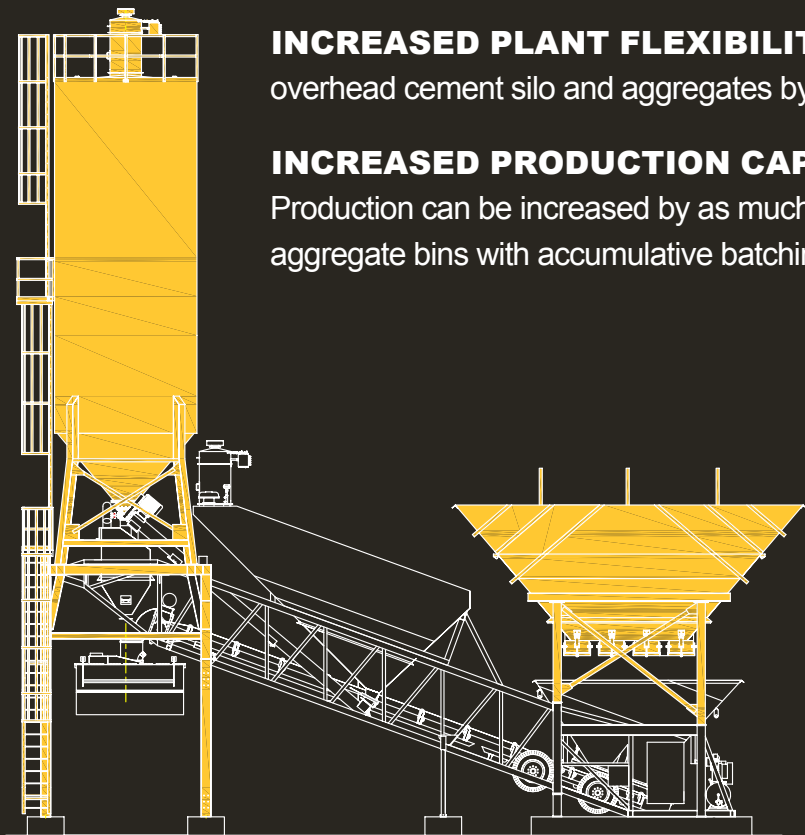 INCREASED PLANT FLEXIBILIT
overhead cement silo and aggregates by
INCREASED PRODUCTION CAP
Production can be increased by as much
aggregate bins with accumulative batchin